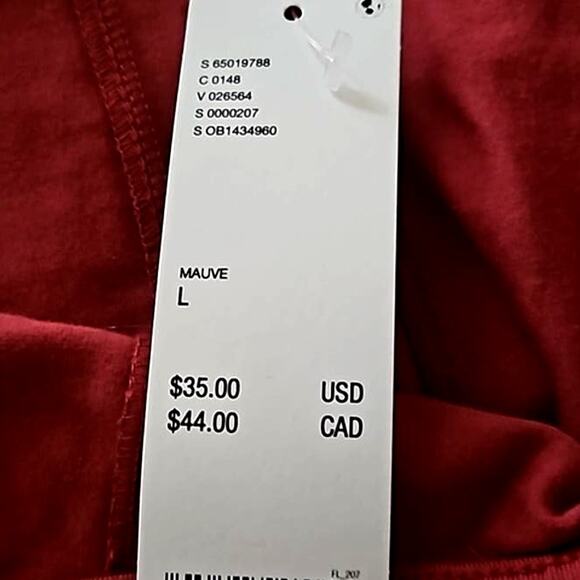 S 65019788
C 0148
V 026564
S 0000207
S OB1434960
MAUVE
L
$35.00 USD
$44.00 CAD
FL_207